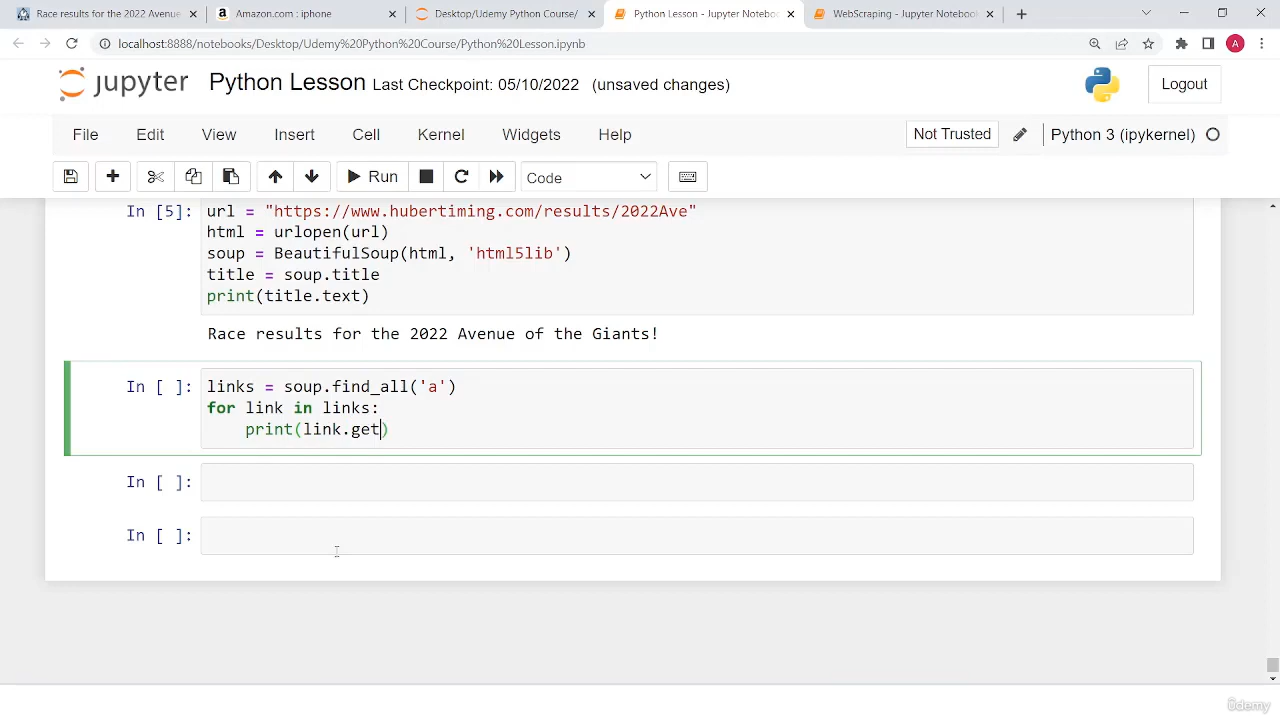 Race results for the 2022 Avenue
Amazon.com : iphone
Desktop/Udemy Python Course/
Python Lesson - Jupyter Noteboo
WebScraping - Jupyter Notebook
localhost:8888/notebooks/Desktop/Udemy%20Python%20Course/Python%20Lesson.ipynb
A
jupyter Python Lesson Last Checkpoint: 05/10/2022 (unsaved changes)
Logout
File Edit View Insert Cell Kernel Widgets Help
Not Trusted
Python 3 (ipykernel)
Run
Code
In [5]: url = "https://www.hubertiming.com/results/2022Ave"
html = urlopen(url)
soup = BeautifulSoup(html, 'html5lib')
title = soup.title
print(title.text)
Race results for the 2022 Avenue of the Giants!
In [ ]: links = soup.find_all('a')
for link in links:
    print(link.get)
In [ ]:
In [ ]:
ûdemy